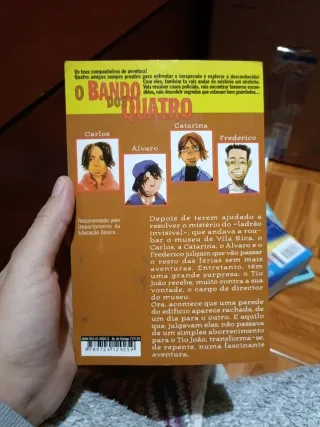 Os teus companheiros de aventura!
Quatro amigos sempre prontos para enfrentar o inesperado e explorar o desconhecido!
Com eles, também tu vais andar de mistério em mistério.
Vais resolver casos policiais, vais encontrar tesouros escon-
didos, vais descobrir segredos que estavam bem guardados...
O BANDO
DOS
QUATRO
Catarina
Carlos
Álvaro
Frederico
Recomendado pelo
Departamento da
Educação Básica.
Depois de terem ajudado a
resolver o mistério do «ladrão
invisível», que andava a rou-
bar o museu de Vila Rica, o
Carlos, a Catarina, o Álvaro e o
Frederico julgam que vão passar
o resto das férias sem mais
aventuras. Entretanto, têm
uma grande surpresa: o Tio
João recebe, muito contra a sua
vontade, o cargo de director
do museu.
Ora, acontece que uma parede
do edifício aparece rachada, de
um dia para o outro. E aquilo
que, julgavam eles, não passava
de um simples aborrecimento
para o Tio João, transforma-se,
de repente, numa fascinante
aventura.